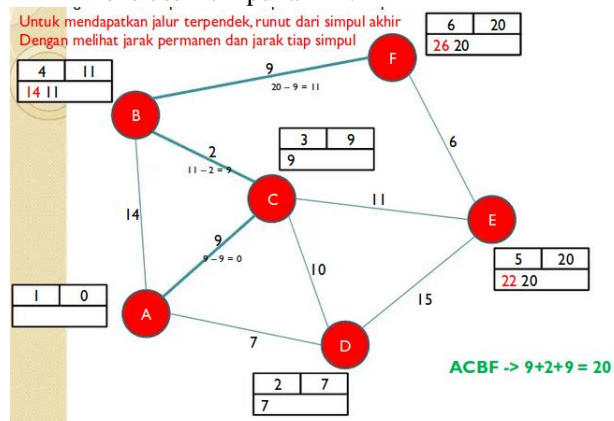 Untuk mendapatkan jalur terpendek, runut dari simpul akhir
Dengan melihat jarak permanen dan jarak tiap simpul
6 20
26 20
F
4 11
14 11
9
20 – 9 = 11
B
3 9
9
2
11 – 2 = 9
6
C
11
14
E
9
9 – 9 = 0
5 20
22 20
10
1 0
15
A
7
D
ACBF -> 9+2+9 = 20
2 7
7